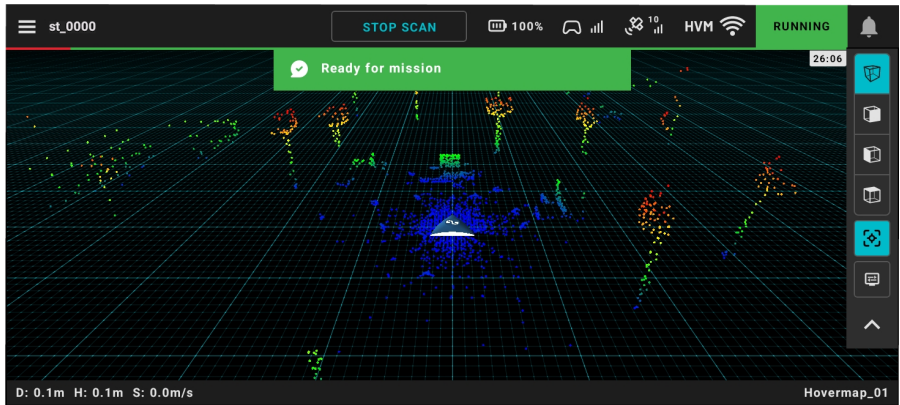 st_0000
STOP SCAN
100%
10
HVM
RUNNING
Ready for mission
26:06
D: 0.1m H: 0.1m S: 0.0m/s
Hovermap_01